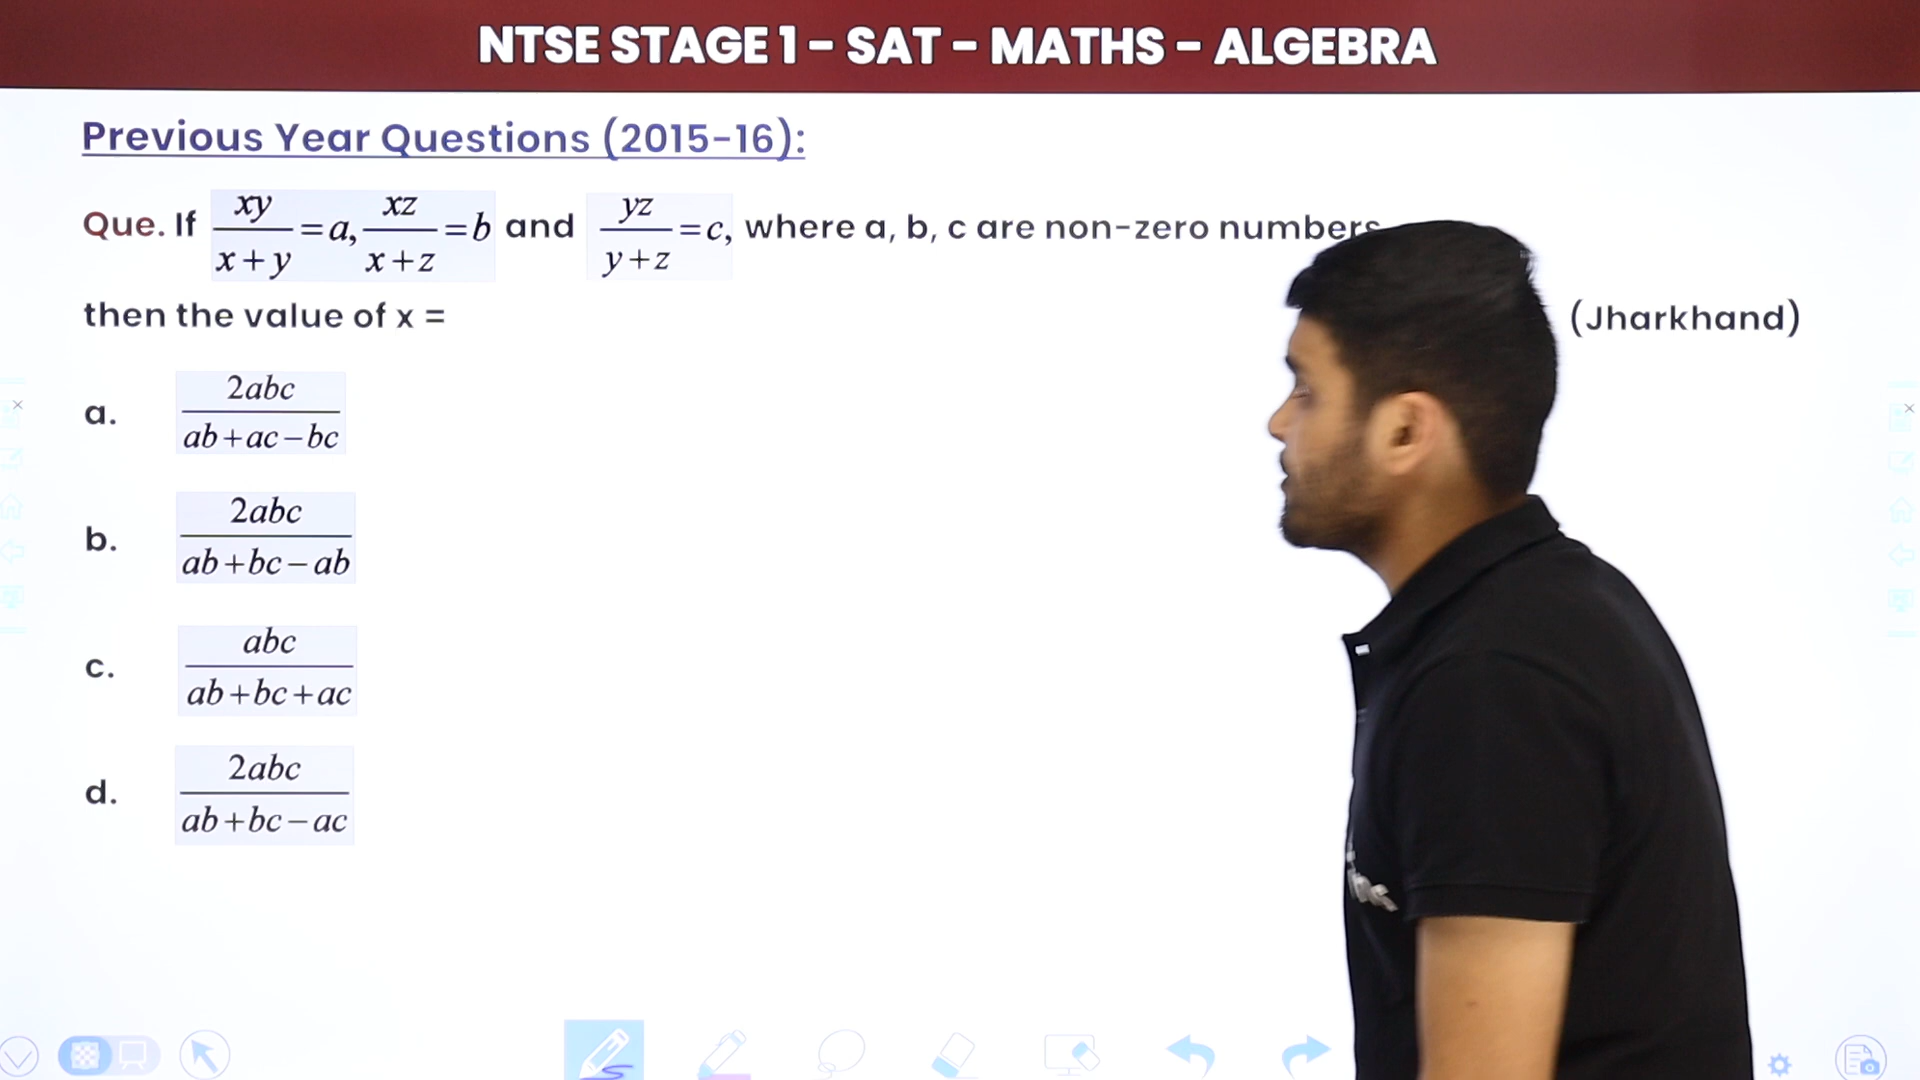 NTSE STAGE 1 - SAT - MATHS - ALGEBRA
Previous Year Questions (2015-16):
Que. If xy/(x+y) = a, xz/(x+z) = b and yz/(y+z) = c, where a, b, c are non-zero numbers
then the value of x = (Jharkhand)
a. 2abc/(ab+ac-bc)
b. 2abc/(ab+bc-ab)
c. abc/(ab+bc+ac)
d. 2abc/(ab+bc-ac)